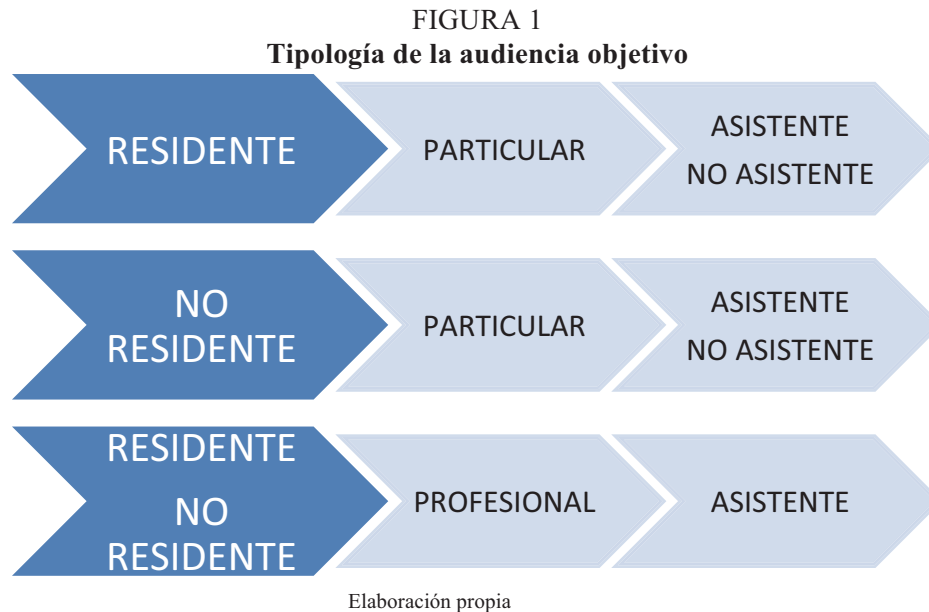 FIGURA 1
Tipología de la audiencia objetivo
RESIDENTE
PARTICULAR
ASISTENTE
NO ASISTENTE
NO
RESIDENTE
PARTICULAR
ASISTENTE
NO ASISTENTE
RESIDENTE
NO
RESIDENTE
PROFESIONAL
ASISTENTE
Elaboración propia